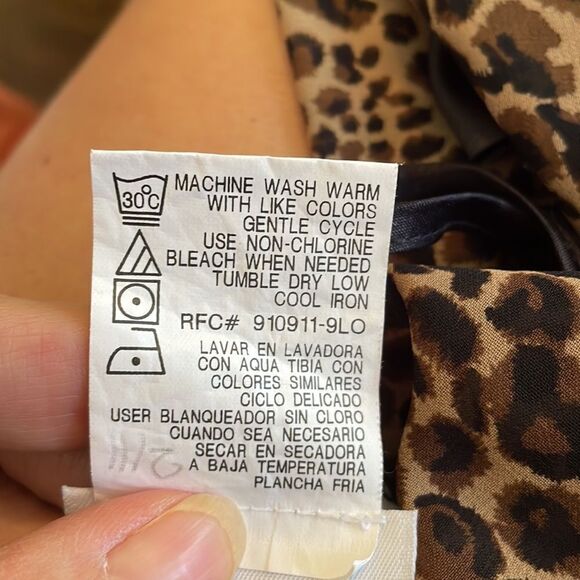 30°C
MACHINE WASH WARM
WITH LIKE COLORS
GENTLE CYCLE
USE NON-CHLORINE
BLEACH WHEN NEEDED
TUMBLE DRY LOW
COOL IRON
RFC# 910911-9LO
LAVAR EN LAVADORA
CON AQUA TIBIA CON
COLORES SIMILARES
CICLO DELICADO
USER BLANQUEADOR SIN CLORO
CUANDO SEA NECESARIO
SECAR EN SECADORA
A BAJA TEMPERATURA
PLANCHA FRIA